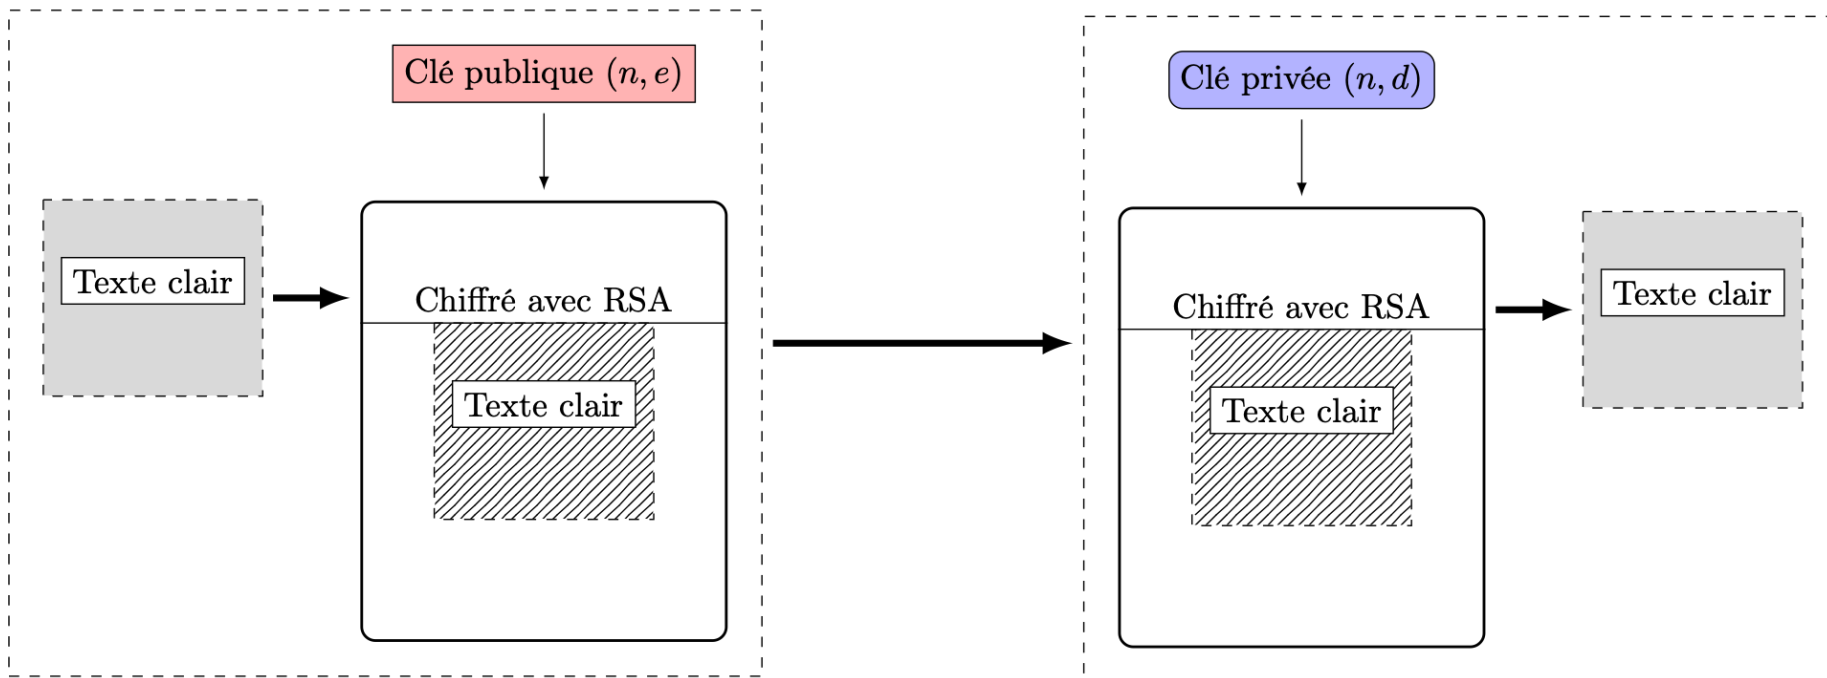 Clé publique (n, e)
Texte clair
Chiffré avec RSA
Texte clair
Clé privée (n, d)
Chiffré avec RSA
Texte clair
Texte clair